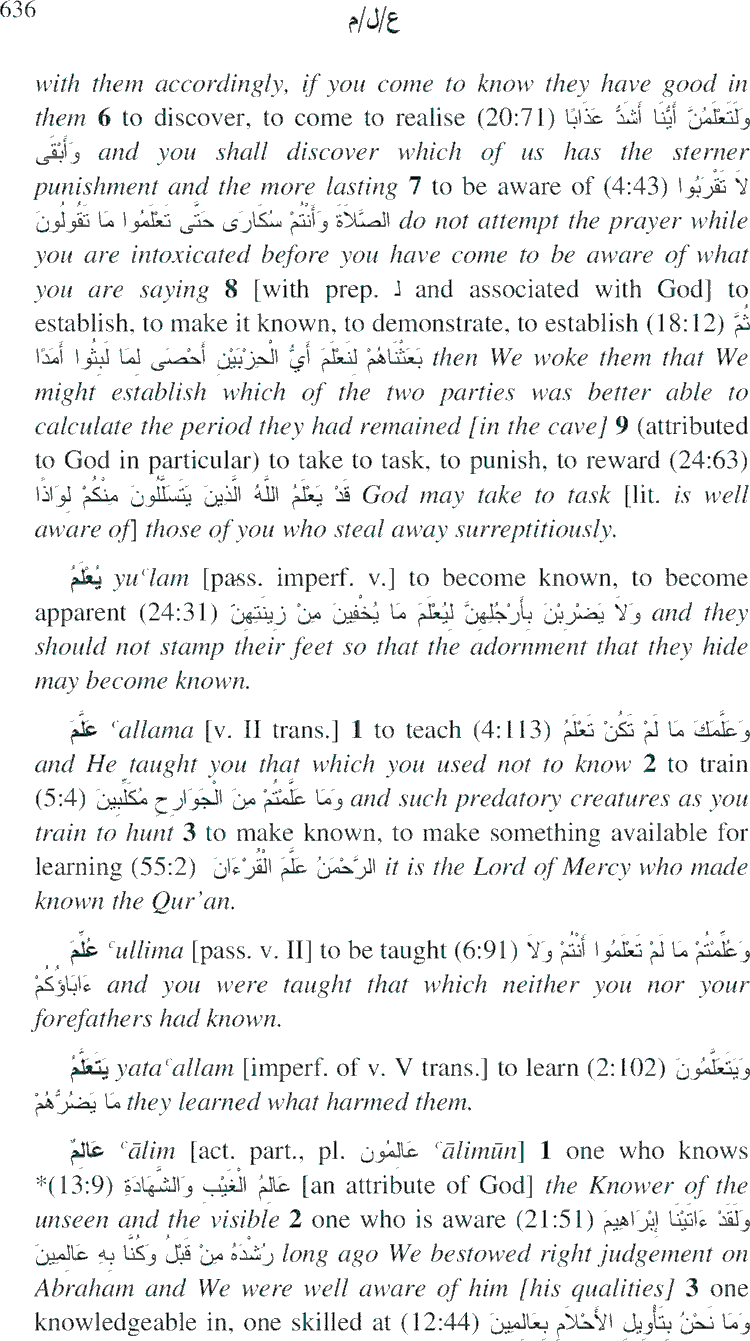 636
ع/ل/م
with them accordingly, if you come to know they have good in
them 6 to discover, to come to realise (20:71) وَلَتَعْلَمُنَّ أَيُّنَا أَشَدُّ عَذَابًا
وَأَبْقَى and you shall discover which of us has the sterner
punishment and the more lasting 7 to be aware of (4:43) لاَ تَقْرَبُوا
الصَّلاَةَ وَأَنْتُمْ سُكَارَى حَتَّى تَعْلَمُوا مَا تَقُولُونَ do not attempt the prayer while
you are intoxicated before you have come to be aware of what
you are saying 8 [with prep. لـ and associated with God] to
establish, to make it known, to demonstrate, to establish (18:12) ثُمَّ
بَعَثْنَاهُمْ لِنَعْلَمَ أَيُّ الْحِزْبَيْنِ أَحْصَى لِمَا لَبِثُوا أَمَدًا then We woke them that We
might establish which of the two parties was better able to
calculate the period they had remained [in the cave] 9 (attributed
to God in particular) to take to task, to punish, to reward (24:63)
قَدْ يَعْلَمُ اللَّهُ الَّذِينَ يَتَسَلَّلُونَ مِنْكُمْ لِوَاذًا God may take to task [lit. is well
aware of] those of you who steal away surreptitiously.
يُعْلَمُ yuʿlam [pass. imperf. v.] to become known, to become
apparent (24:31) وَلاَ يَضْرِبْنَ بِأَرْجُلِهِنَّ لِيُعْلَمَ مَا يُخْفِينَ مِنْ زِينَتِهِنَّ and they
should not stamp their feet so that the adornment that they hide
may become known.
عَلَّمَ ʿallama [v. II trans.] 1 to teach (4:113) وَعَلَّمَكَ مَا لَمْ تَكُنْ تَعْلَمُ
and He taught you that which you used not to know 2 to train
(5:4) وَمَا عَلَّمْتُمْ مِنَ الْجَوَارِحِ مُكَلِّبِينَ and such predatory creatures as you
train to hunt 3 to make known, to make something available for
learning (55:2) الرَّحْمَنُ عَلَّمَ الْقُرْءَانَ it is the Lord of Mercy who made
known the Qur’an.
عُلِّمَ ʿullima [pass. v. II] to be taught (6:91) وَعُلِّمْتُمْ مَا لَمْ تَعْلَمُوا أَنْتُمْ وَلاَ
ءَابَاؤُكُمْ and you were taught that which neither you nor your
forefathers had known.
يَتَعَلَّمُ yataʿallam [imperf. of v. V trans.] to learn (2:102) وَيَتَعَلَّمُونَ
مَا يَضُرُّهُمْ they learned what harmed them.
عَالِمٌ ʿālim [act. part., pl. عَالِمُون ʿālimūn] 1 one who knows
*(13:9) عَالِمُ الْغَيْبِ وَالشَّهَادَةِ [an attribute of God] the Knower of the
unseen and the visible 2 one who is aware (21:51) وَلَقَدْ ءَاتَيْنَا إِبْرَاهِيمَ
رُشْدَهُ مِنْ قَبْلُ وَكُنَّا بِهِ عَالِمِينَ long ago We bestowed right judgement on
Abraham and We were well aware of him [his qualities] 3 one
knowledgeable in, one skilled at (12:44) وَمَا نَحْنُ بِتَأْوِيلِ الأَحْلاَمِ بِعَالِمِينَ